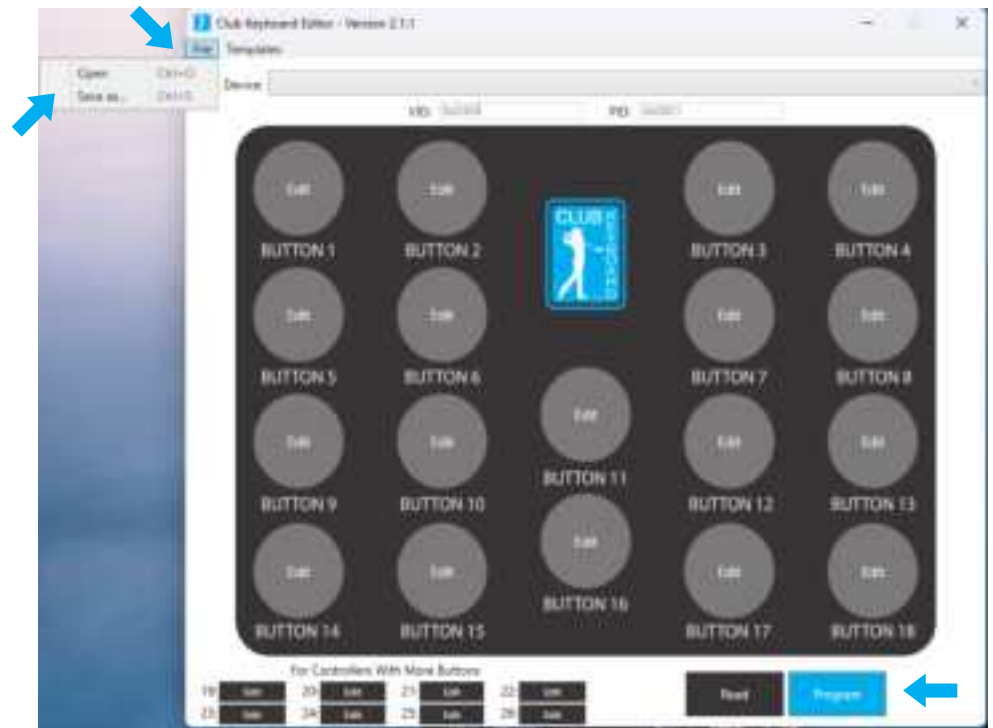 Club Keyboard Editor - Version 2.1.1
File Templates
Open Ctrl+O
Save as... Ctrl+S
Device:
VID: PID:
Edit Edit Edit Edit
CLUB
KEYBOARD
BUTTON 1 BUTTON 2 BUTTON 3 BUTTON 4
Edit Edit Edit Edit
BUTTON 5 BUTTON 6 BUTTON 7 BUTTON 8
Edit
Edit Edit Edit Edit
BUTTON 11
BUTTON 9 BUTTON 10 BUTTON 12 BUTTON 13
Edit
Edit Edit Edit Edit
BUTTON 16
BUTTON 14 BUTTON 15 BUTTON 17 BUTTON 18
For Controllers With More Buttons
19: Edit 20: Edit 21: Edit 22: Edit
23: Edit 24: Edit 25: Edit 26: Edit
Read Program